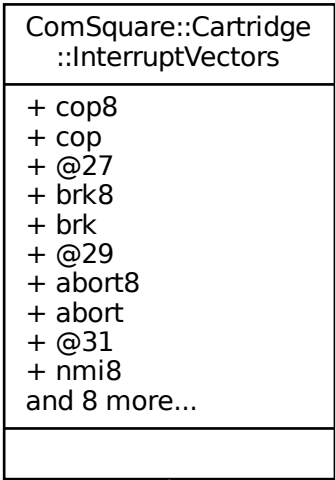 ComSquare::Cartridge
::InterruptVectors
+ cop8
+ cop
+ @27
+ brk8
+ brk
+ @29
+ abort8
+ abort
+ @31
+ nmi8
and 8 more...